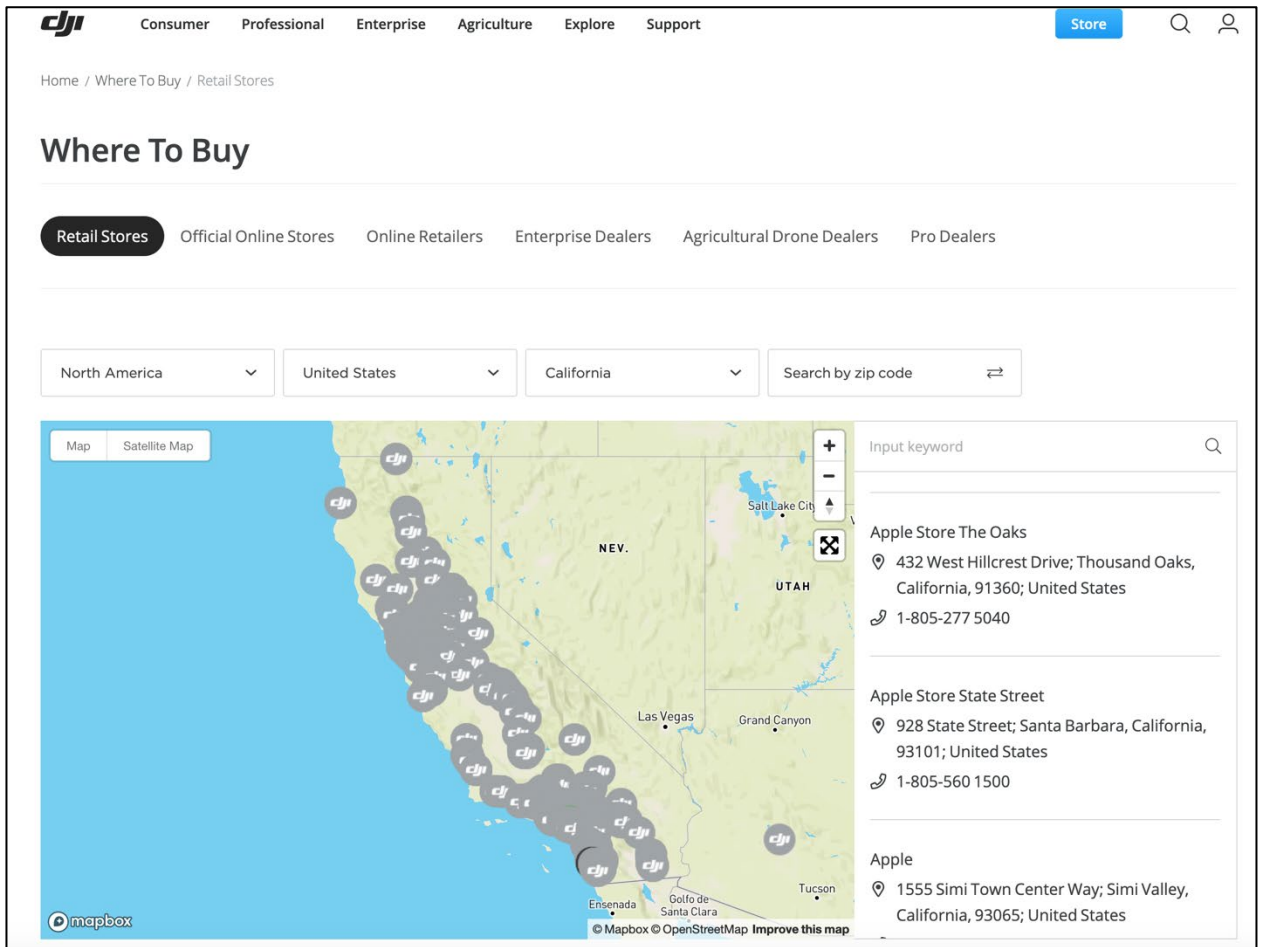 dji Consumer Professional Enterprise Agriculture Explore Support Store
Home / Where To Buy / Retail Stores
Where To Buy
Retail Stores Official Online Stores Online Retailers Enterprise Dealers Agricultural Drone Dealers Pro Dealers
North America United States California Search by zip code
Map Satellite Map
Input keyword
Salt Lake City
NEV.
UTAH
Las Vegas
Grand Canyon
Tucson
Ensenada
Golfo de
Santa Clara
mapbox
© Mapbox © OpenStreetMap Improve this map
Apple Store The Oaks
432 West Hillcrest Drive; Thousand Oaks,
California, 91360; United States
1-805-277 5040
Apple Store State Street
928 State Street; Santa Barbara, California,
93101; United States
1-805-560 1500
Apple
1555 Simi Town Center Way; Simi Valley,
California, 93065; United States